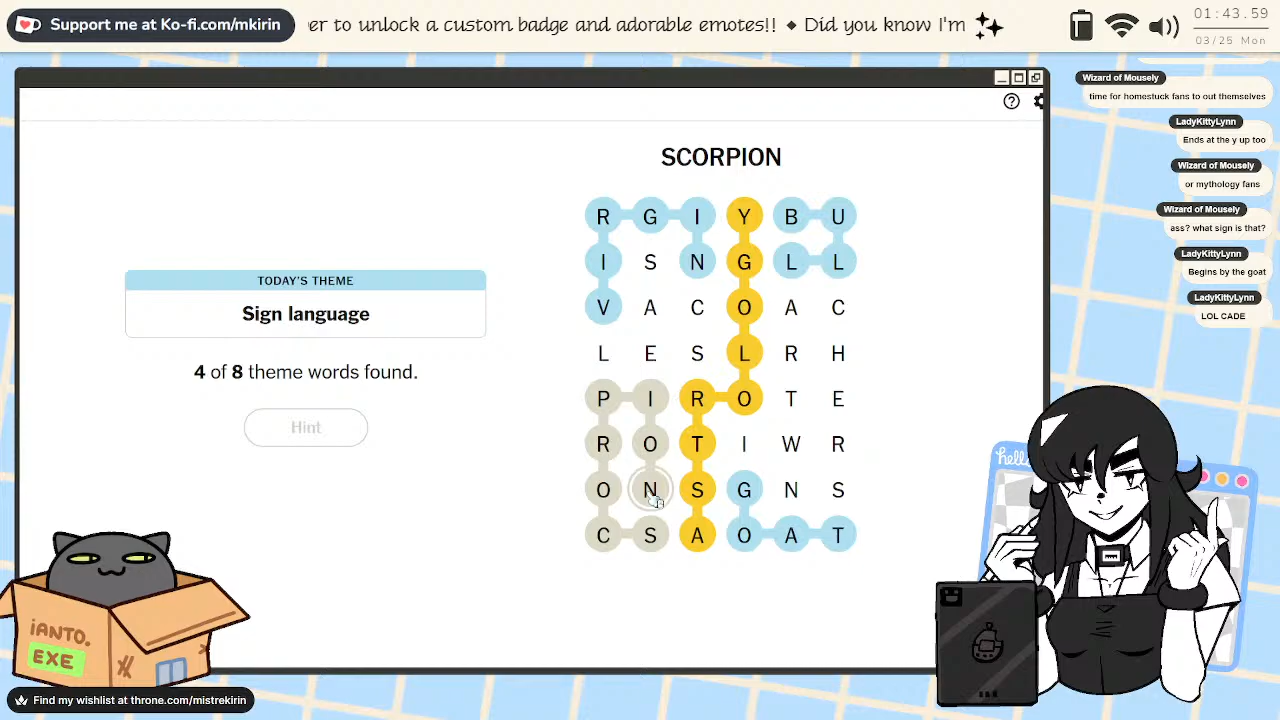 Support me at Ko-fi.com/mkirin
er to unlock a custom badge and adorable emotes!! ◆ Did you know I'm
01:43.59
03/25 Mon
Wizard of Mousely
time for homestuck fans to out themselves
LadyKittyLynn
Ends at the y up too
Wizard of Mousely
or mythology fans
Wizard of Mousely
ass? what sign is that?
LadyKittyLynn
Begins by the goat
LadyKittyLynn
LOL CADE
TODAY'S THEME
Sign language
4 of 8 theme words found.
Hint
SCORPION
R G I Y B U
I S N G L L
V A C O A C
L E S L R H
P I R O T E
R O T I W R
O N S G N S
C S A O A T
hello
iANTO.
EXE
Find my wishlist at throne.com/mistrekirin